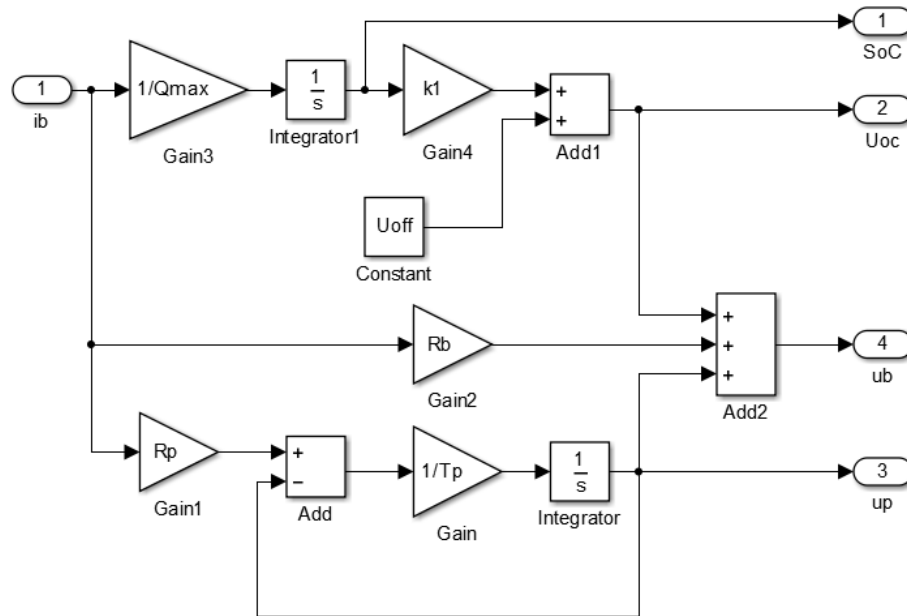 1
SoC
1
ib
1/Qmax
Gain3
1
s
Integrator1
k1
Gain4
+
+
Add1
2
Uoc
Uoff
Constant
Rb
Gain2
+
+
+
Add2
4
ub
Rp
Gain1
+
−
Add
1/Tp
Gain
1
s
Integrator
3
up